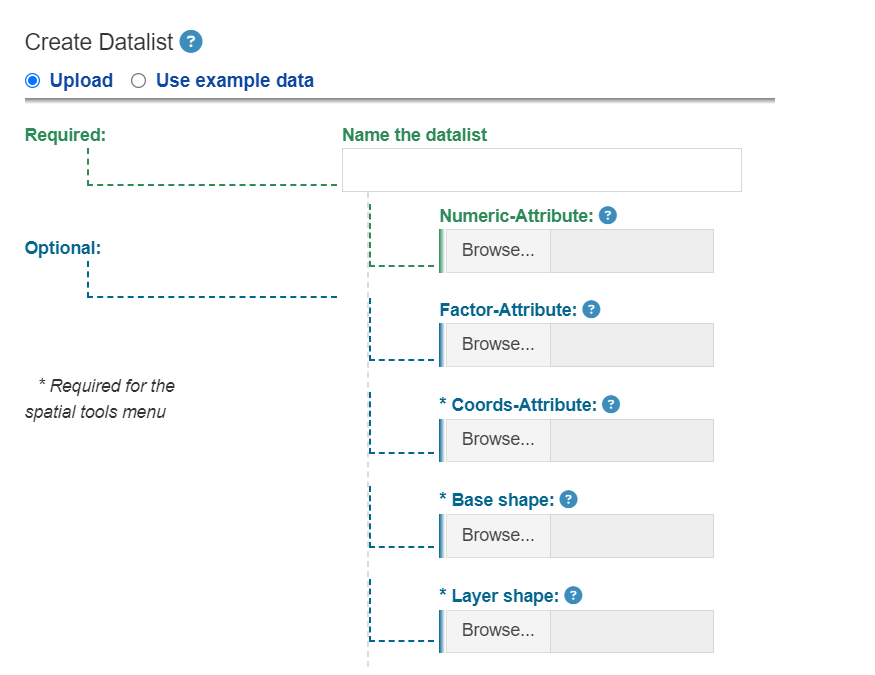 Create Datalist ?
Upload Use example data
Required:
Name the datalist
Numeric-Attribute: ?
Browse...
Optional:
Factor-Attribute: ?
Browse...
* Required for the
spatial tools menu
* Coords-Attribute: ?
Browse...
* Base shape: ?
Browse...
* Layer shape: ?
Browse...